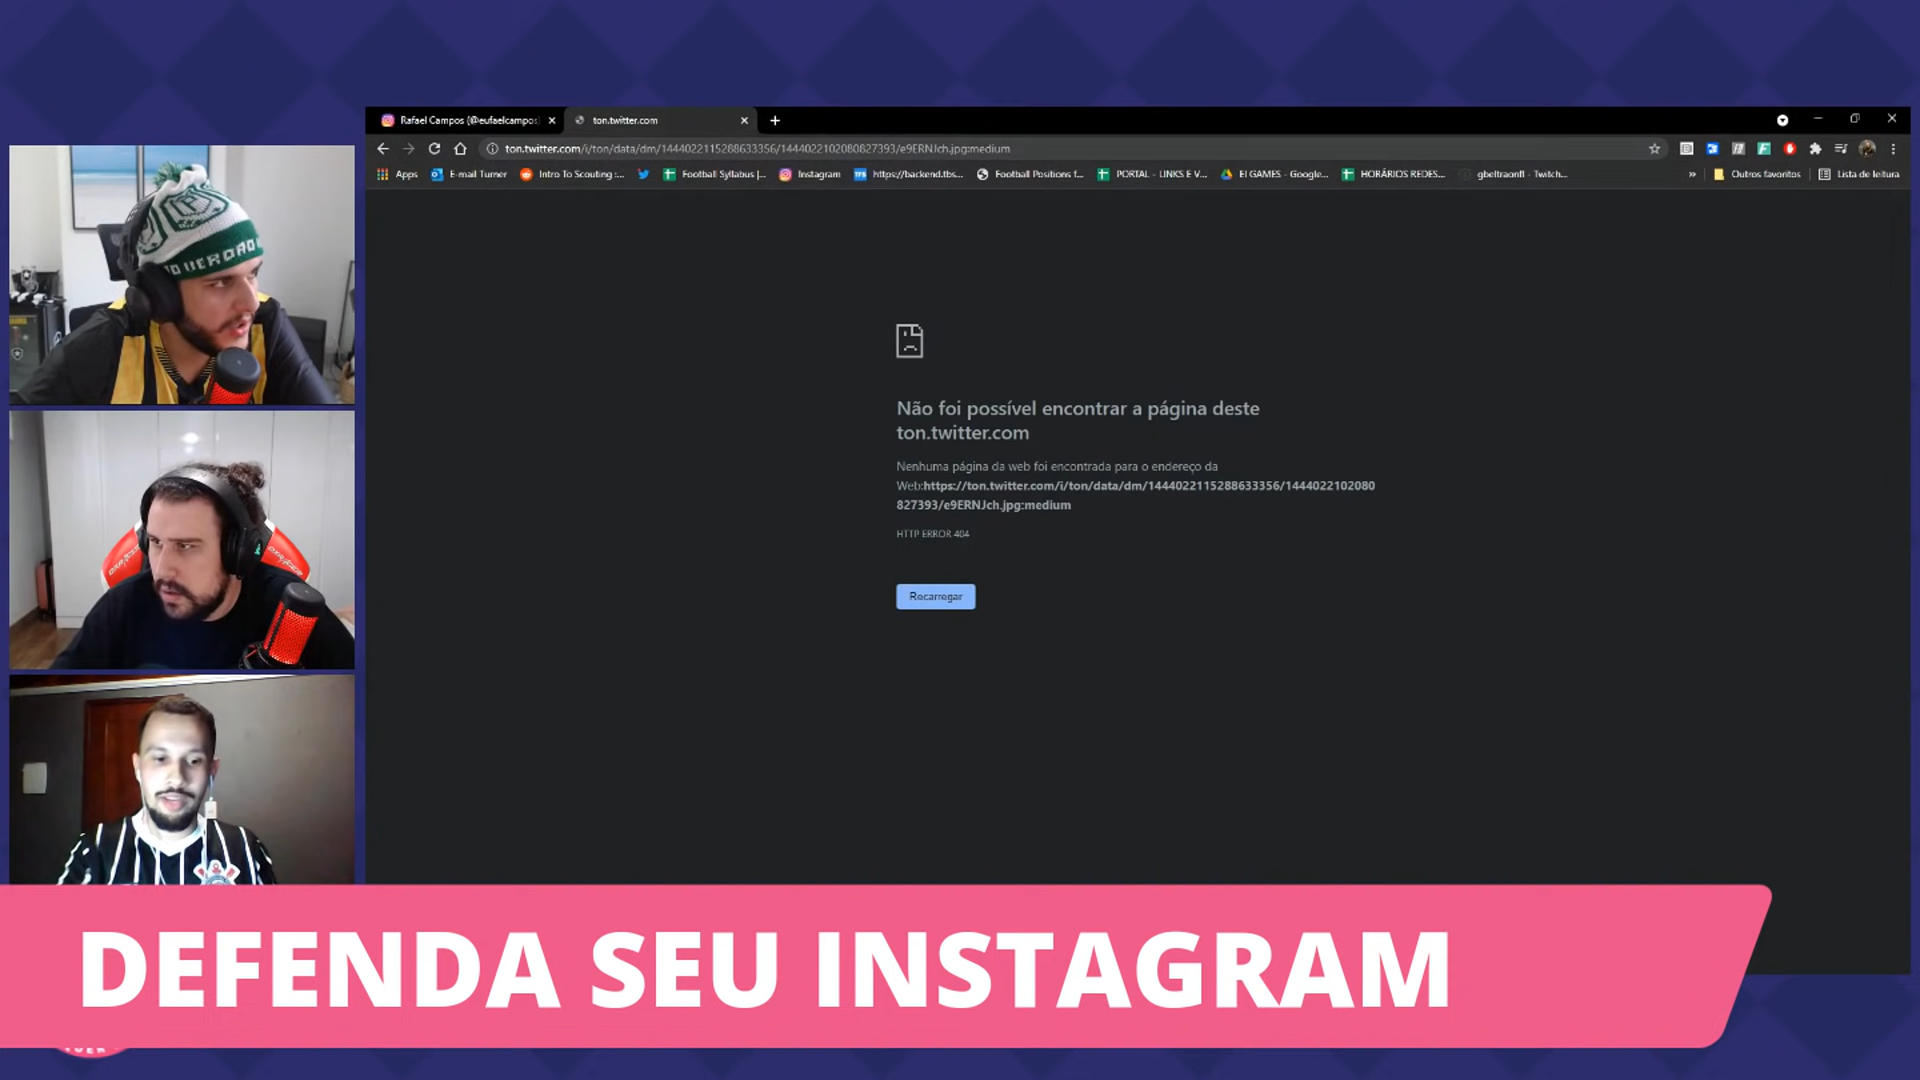 Rafael Campos (@eufaelcampos)
ton.twitter.com
ton.twitter.com/i/ton/data/dm/1444022115288633356/1444022102080827393/e9ERNJch.jpg:medium
Apps E-mail Turner Intro To Scouting :... Football Syllabus |... Instagram https://backend.tbs... Football Positions f... PORTAL - LINKS E V... EI GAMES - Google... HORÁRIOS REDES... gbeltraonfl - Twitch... » Outros favoritos Lista de leitura
Não foi possível encontrar a página deste
ton.twitter.com
Nenhuma página da web foi encontrada para o endereço da
Web:https://ton.twitter.com/i/ton/data/dm/1444022115288633356/1444022102080
827393/e9ERNJch.jpg:medium
HTTP ERROR 404
Recarregar
DXRACER
DXRACER
DEFENDA SEU INSTAGRAM